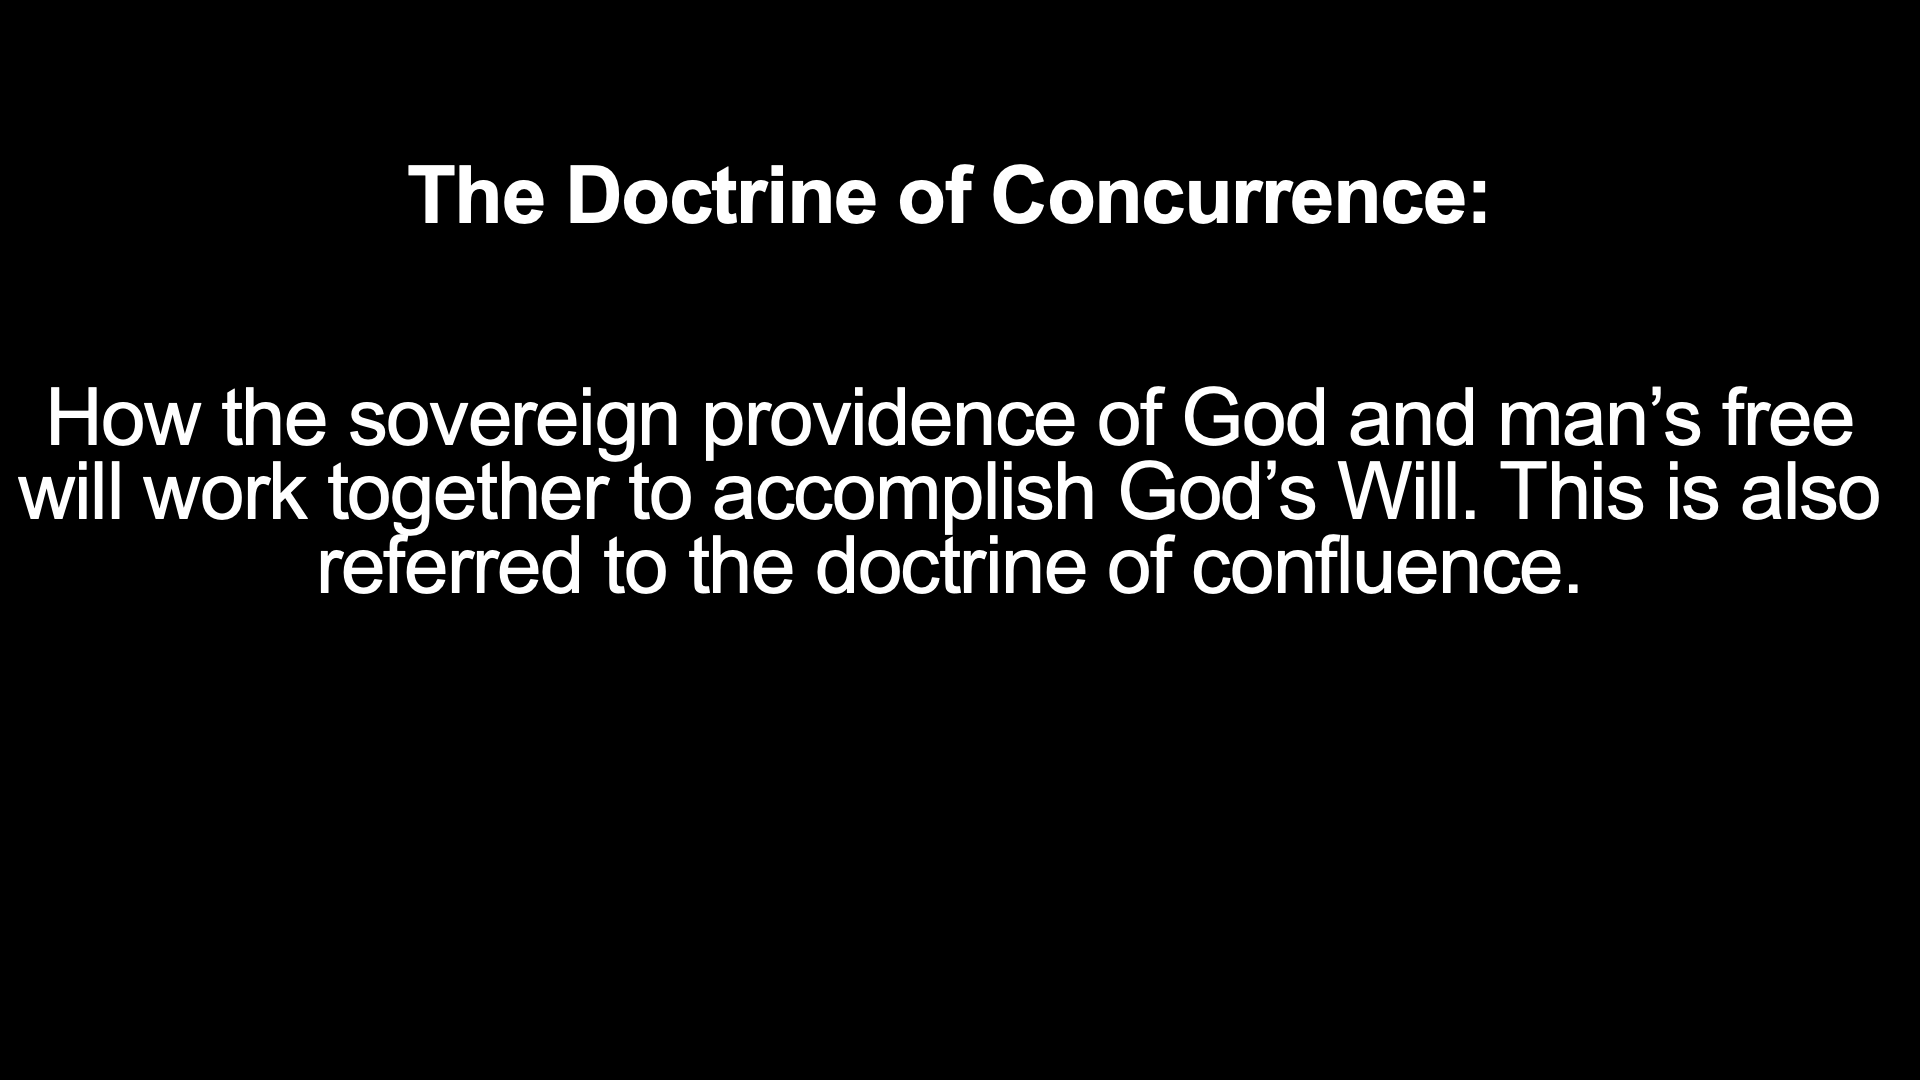 The Doctrine of Concurrence:
How the sovereign providence of God and man’s free
will work together to accomplish God’s Will. This is also
referred to the doctrine of confluence.